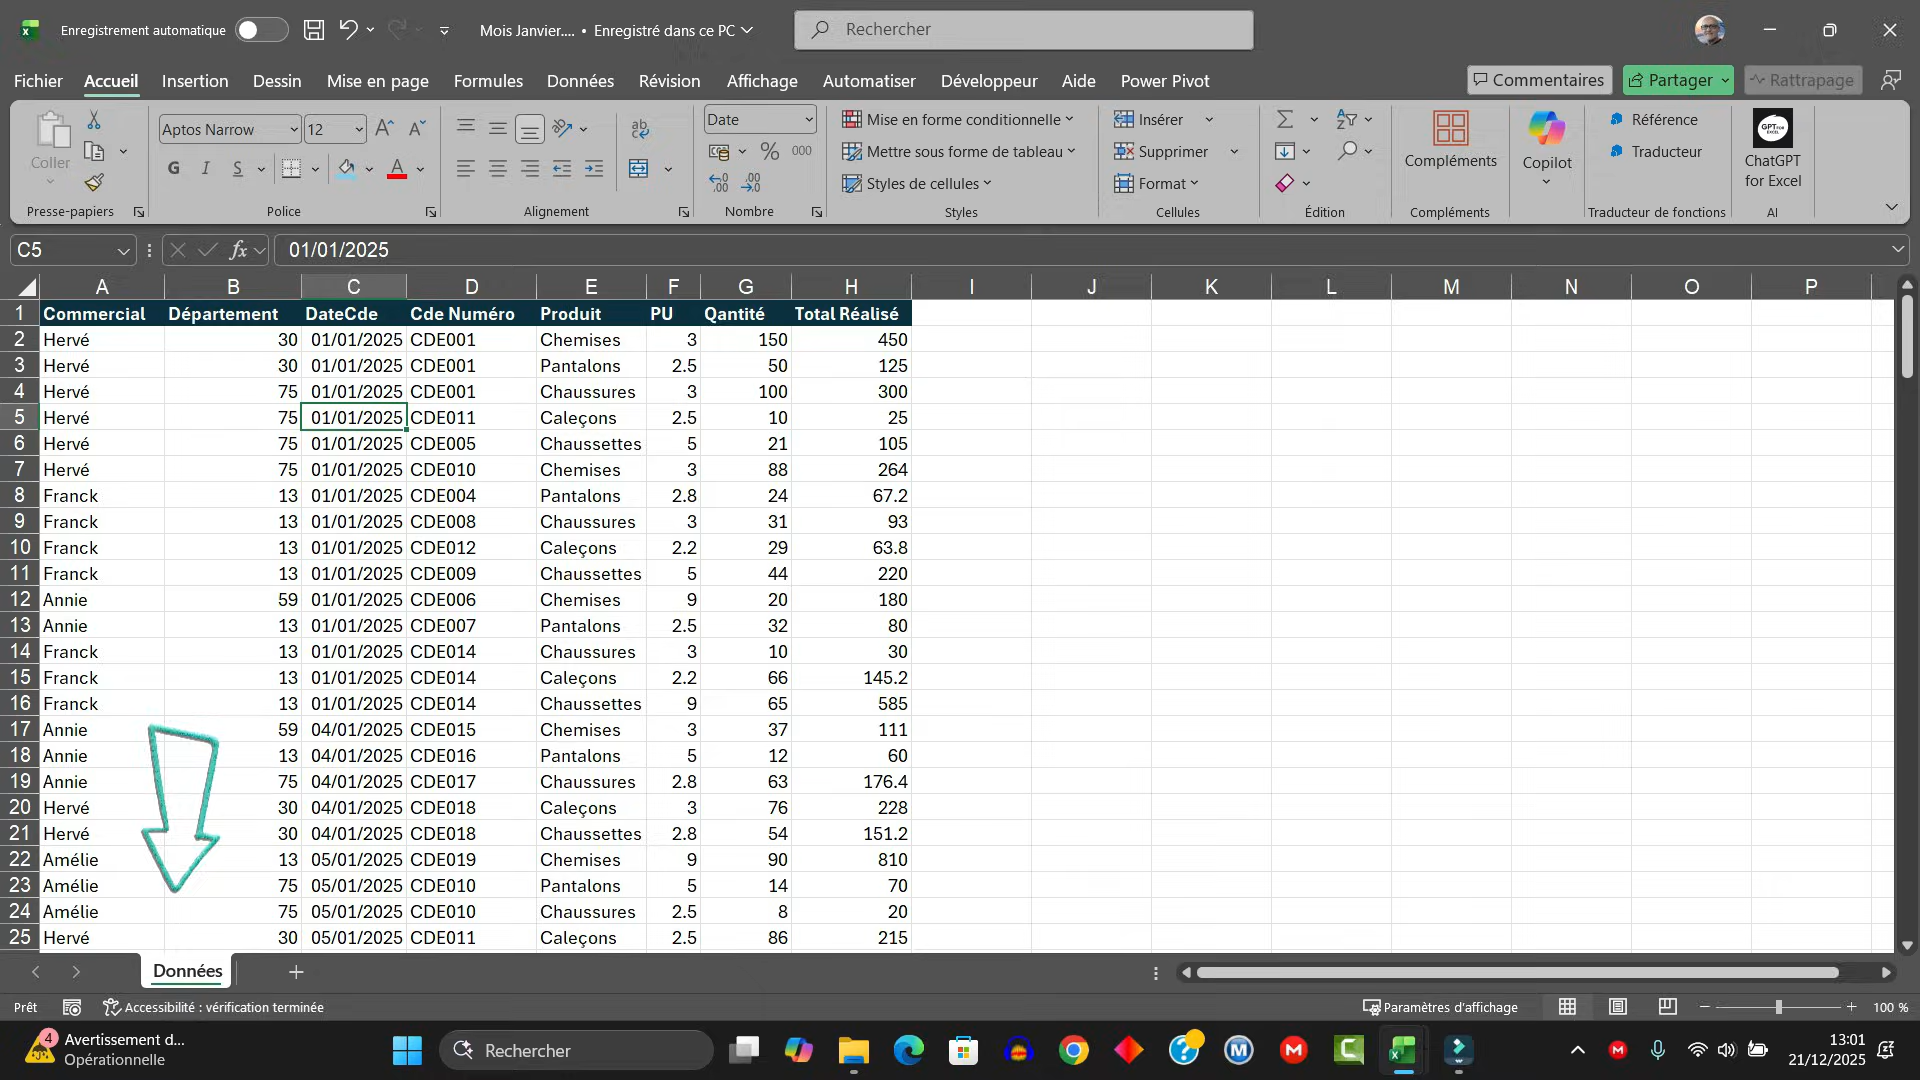 Enregistrement automatique
Mois Janvier.... • Enregistré dans ce PC
Rechercher
Fichier Accueil Insertion Dessin Mise en page Formules Données Révision Affichage Automatiser Développeur Aide Power Pivot
Commentaires Partager Rattrapage
Coller
Presse-papiers
Aptos Narrow 12
G I S
Police
Alignement
Date
% 000
Nombre
Mise en forme conditionnelle
Mettre sous forme de tableau
Styles de cellules
Styles
Insérer
Supprimer
Format
Cellules
Édition
Compléments
Compléments
Copilot
Référence
Traducteur
Traducteur de fonctions
GPT for EXCEL
ChatGPT
for Excel
AI
C5 fx 01/01/2025
A B C D E F G H I J K L M N O P
1 Commercial Département DateCde Cde Numéro Produit PU Qantité Total Réalisé
2 Hervé 30 01/01/2025 CDE001 Chemises 3 150 450
3 Hervé 30 01/01/2025 CDE001 Pantalons 2.5 50 125
4 Hervé 75 01/01/2025 CDE001 Chaussures 3 100 300
5 Hervé 75 01/01/2025 CDE011 Caleçons 2.5 10 25
6 Hervé 75 01/01/2025 CDE005 Chaussettes 5 21 105
7 Hervé 75 01/01/2025 CDE010 Chemises 3 88 264
8 Franck 13 01/01/2025 CDE004 Pantalons 2.8 24 67.2
9 Franck 13 01/01/2025 CDE008 Chaussures 3 31 93
10 Franck 13 01/01/2025 CDE012 Caleçons 2.2 29 63.8
11 Franck 13 01/01/2025 CDE009 Chaussettes 5 44 220
12 Annie 59 01/01/2025 CDE006 Chemises 9 20 180
13 Annie 13 01/01/2025 CDE007 Pantalons 2.5 32 80
14 Franck 13 01/01/2025 CDE014 Chaussures 3 10 30
15 Franck 13 01/01/2025 CDE014 Caleçons 2.2 66 145.2
16 Franck 13 01/01/2025 CDE014 Chaussettes 9 65 585
17 Annie 59 04/01/2025 CDE015 Chemises 3 37 111
18 Annie 13 04/01/2025 CDE016 Pantalons 5 12 60
19 Annie 75 04/01/2025 CDE017 Chaussures 2.8 63 176.4
20 Hervé 30 04/01/2025 CDE018 Caleçons 3 76 228
21 Hervé 30 04/01/2025 CDE018 Chaussettes 2.8 54 151.2
22 Amélie 13 05/01/2025 CDE019 Chemises 9 90 810
23 Amélie 75 05/01/2025 CDE010 Pantalons 5 14 70
24 Amélie 75 05/01/2025 CDE010 Chaussures 2.5 8 20
25 Hervé 30 05/01/2025 CDE011 Caleçons 2.5 86 215
Données
Prêt Accessibilité : vérification terminée Paramètres d'affichage 100 %
4 Avertissement d...
Opérationnelle
Rechercher
13:01
21/12/2025